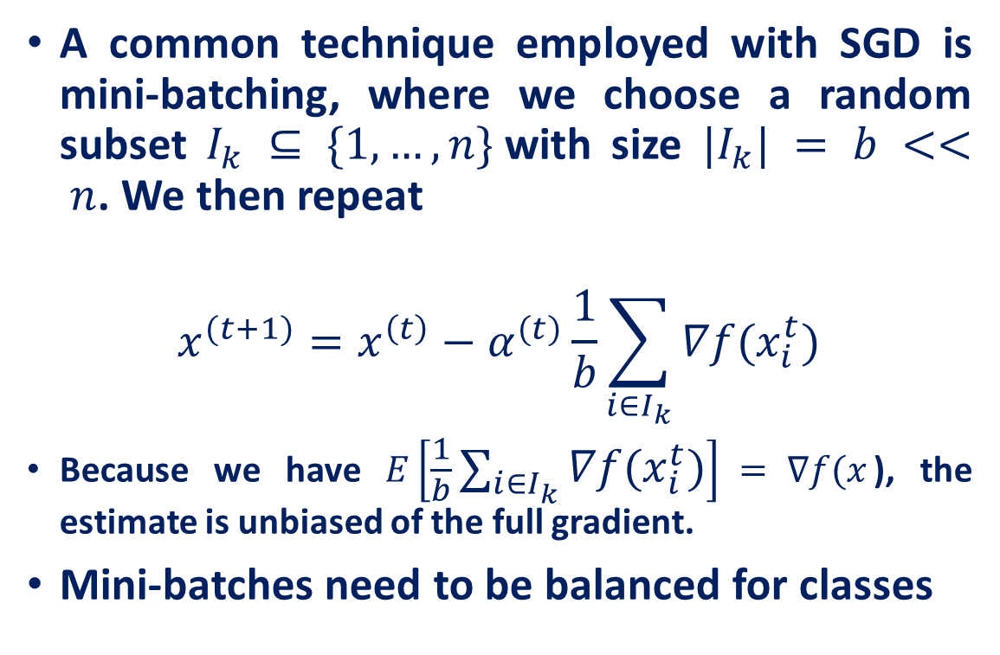 • A common technique employed with SGD is
mini-batching, where we choose a random
subset $I_k \subseteq \{1, \ldots, n\}$ with size $|I_k| = b <<$
$n$. We then repeat
$x^{(t+1)} = x^{(t)} - \alpha^{(t)} \frac{1}{b} \sum_{i \in I_k} \nabla f(x_i^t)$
• Because we have $E\left[\frac{1}{b} \sum_{i \in I_k} \nabla f(x_i^t)\right] = \nabla f(x)$, the
estimate is unbiased of the full gradient.
• Mini-batches need to be balanced for classes